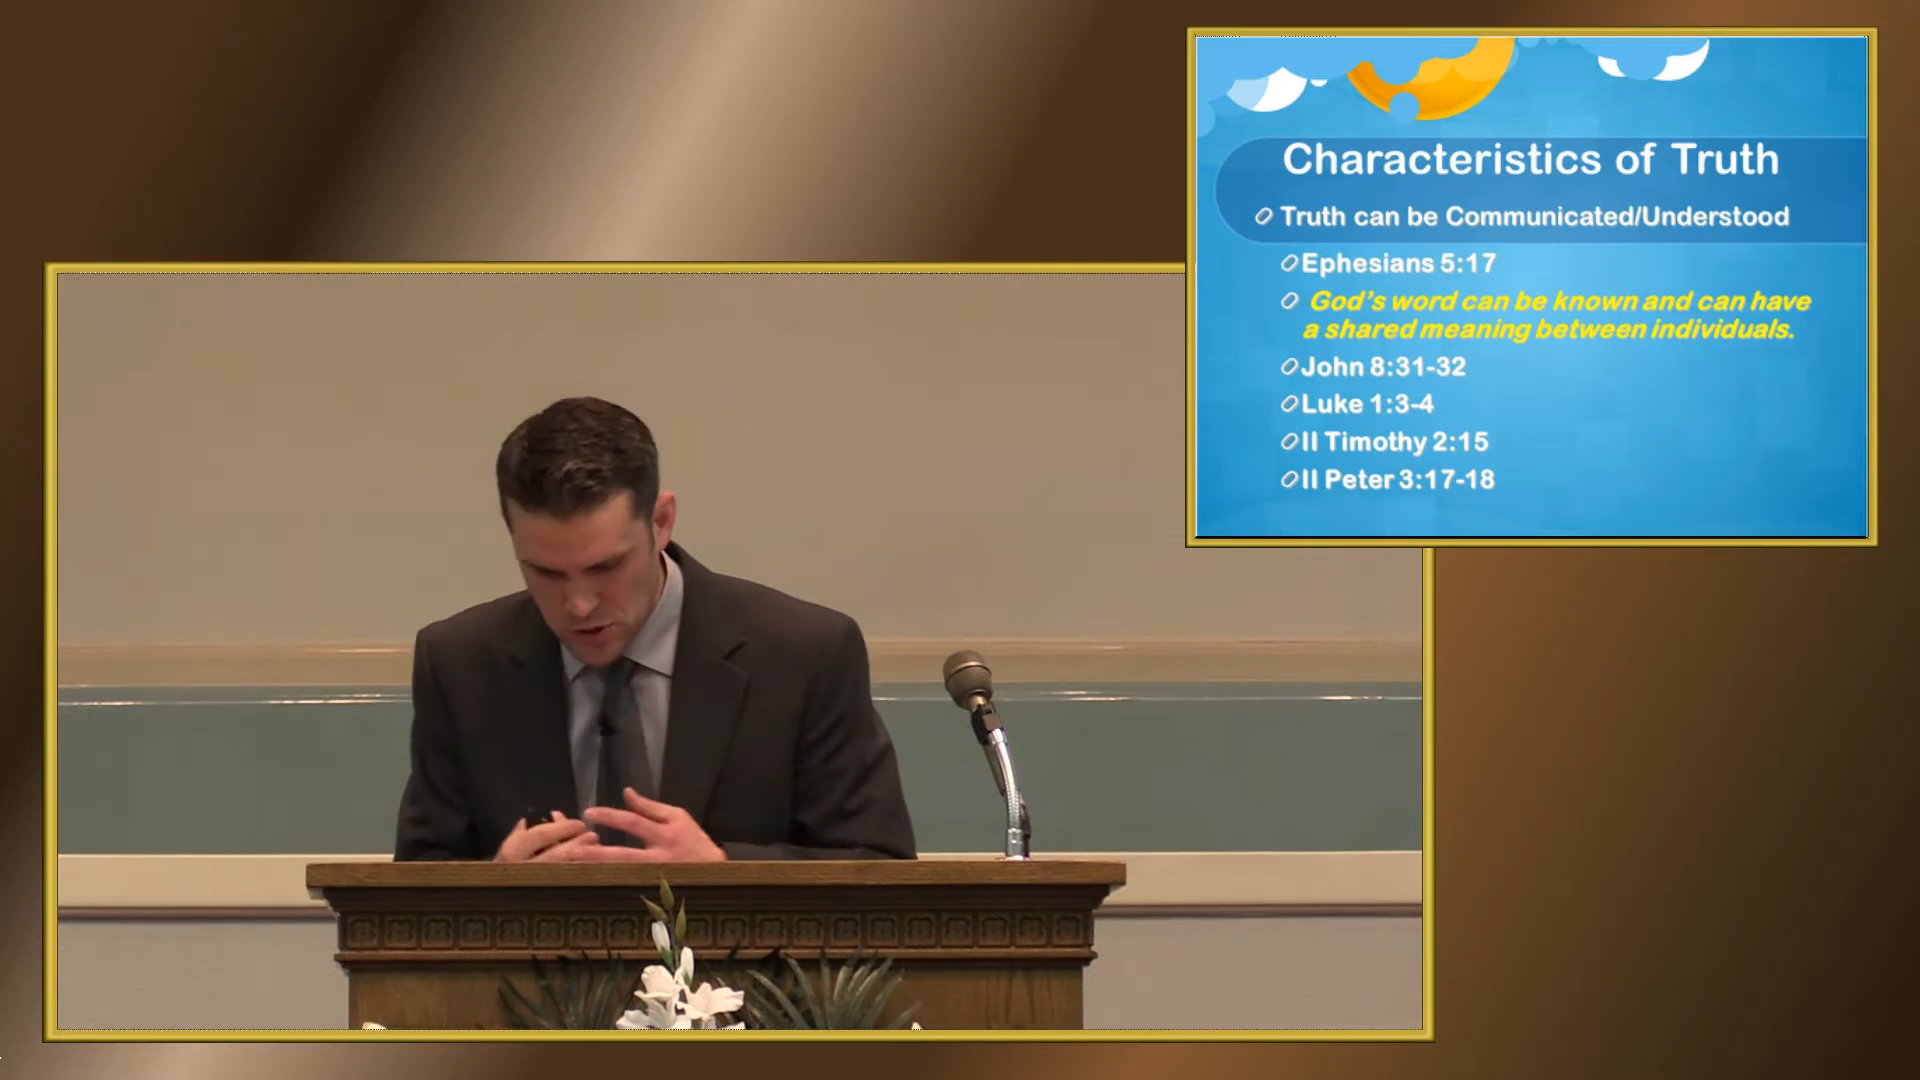 Characteristics of Truth
Truth can be Communicated/Understood
Ephesians 5:17
God's word can be known and can have
a shared meaning between individuals.
John 8:31-32
Luke 1:3-4
II Timothy 2:15
II Peter 3:17-18